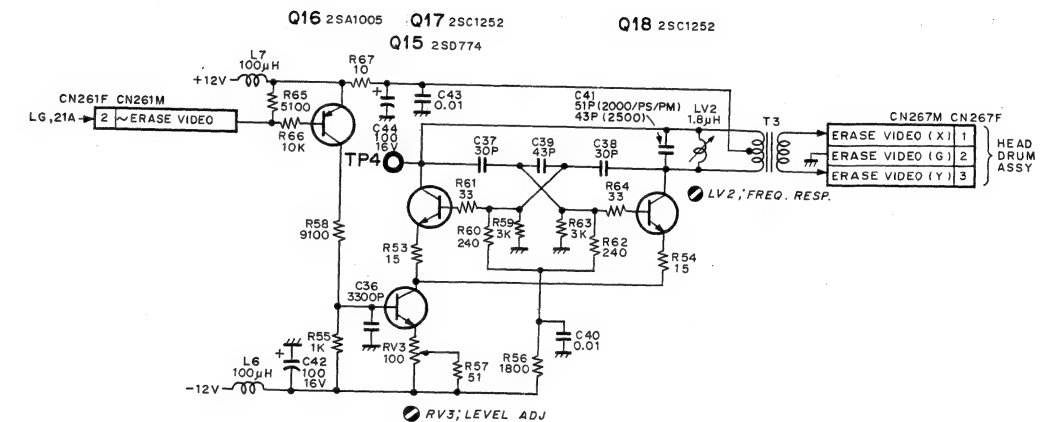 Q16 2SA1005 Q17 2SC1252 Q18 2SC1252
Q15 2SD774
L7
100μH
+12V
R67
10
CN261F CN261M
LG,21A 2 ~ERASE VIDEO
R65
5100
R66
10K
C44
100
16V
C43
0.01
TP4
C41
51P(2000/PS/PM)
43P(2500)
LV2
1.8μH
T3
CN267M CN267F
ERASE VIDEO (X) 1
ERASE VIDEO (G) 2
ERASE VIDEO (Y) 3
HEAD
DRUM
ASSY
C37
30P
C39
43P
C38
30P
LV2; FREQ. RESP.
R61
33
R64
33
R58
9100
R60
240
R59
3K
R63
3K
R62
240
R53
15
R54
15
C36
3300P
R55
1K
RV3
100
R57
51
R56
1800
C40
0.01
L6
100μH
-12V
+
C42
100
16V
RV3; LEVEL ADJ